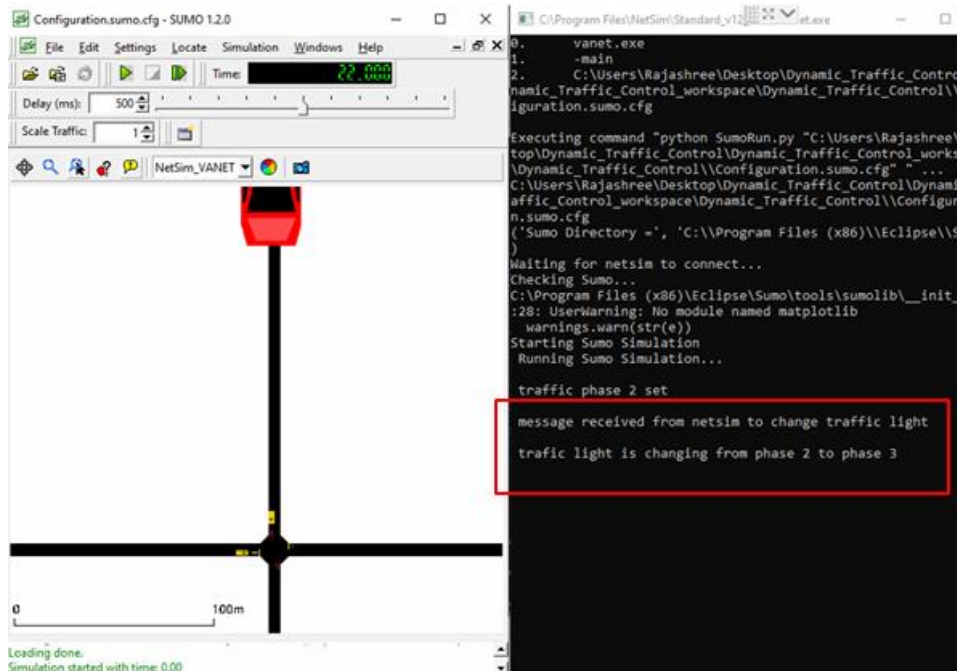 Configuration.sumo.cfg - SUMO 1.2.0
File Edit Settings Locate Simulation Windows Help
Time: 22.000
Delay (ms): 500
Scale Traffic: 1
NetSim_VANET
0 100m
Loading done.
Simulation started with time: 0.00
C:\Program Files\NetSim\Standard_v12 et.exe
0. vanet.exe
1. -main
2. C:\Users\Rajashree\Desktop\Dynamic_Traffic_Contro
namic_Traffic_Control_workspace\Dynamic_Traffic_Control\\
iguration.sumo.cfg
Executing command "python SumoRun.py "C:\Users\Rajashree\
top\Dynamic_Traffic_Control\Dynamic_Traffic_Control_works
\Dynamic_Traffic_Control\\Configuration.sumo.cfg" " ...
C:\Users\Rajashree\Desktop\Dynamic_Traffic_Control\Dynami
affic_Control_workspace\Dynamic_Traffic_Control\\Configur
n.sumo.cfg
('Sumo Directory =', 'C:\\Program Files (x86)\\Eclipse\\S
)
Waiting for netsim to connect...
Checking Sumo...
C:\Program Files (x86)\Eclipse\Sumo\tools\sumolib\__init_
:28: UserWarning: No module named matplotlib
warnings.warn(str(e))
Starting Sumo Simulation
Running Sumo Simulation...
traffic phase 2 set
message received from netsim to change traffic light
trafic light is changing from phase 2 to phase 3